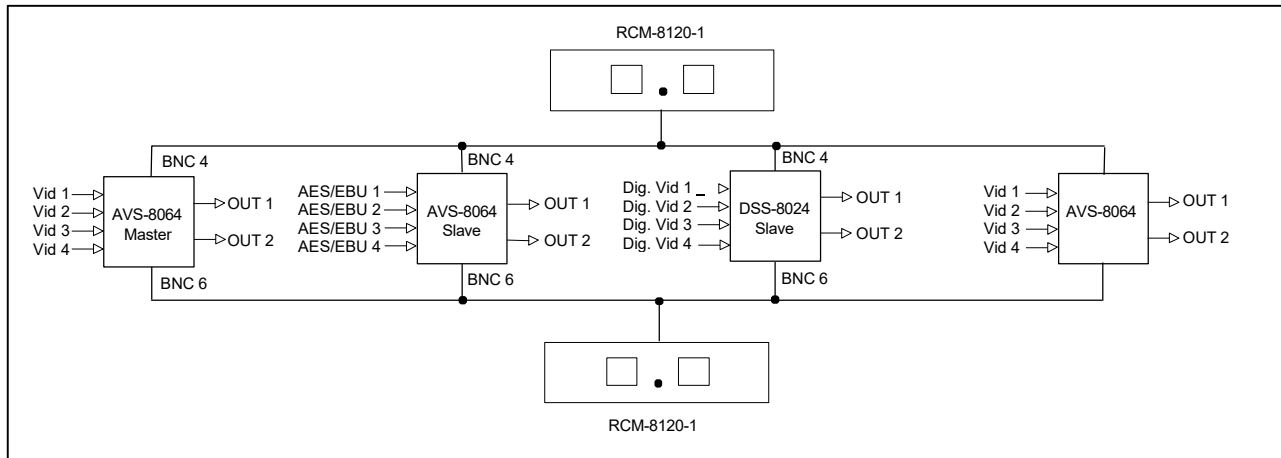 RCM-8120-1
BNC 4
Vid 1
Vid 2
Vid 3
Vid 4
AVS-8064
Master
OUT 1
OUT 2
BNC 6
BNC 4
AES/EBU 1
AES/EBU 2
AES/EBU 3
AES/EBU 4
AVS-8064
Slave
OUT 1
OUT 2
BNC 6
BNC 4
Dig. Vid 1
Dig. Vid 2
Dig. Vid 3
Dig. Vid 4
DSS-8024
Slave
OUT 1
OUT 2
BNC 6
Vid 1
Vid 2
Vid 3
Vid 4
AVS-8064
OUT 1
OUT 2
RCM-8120-1